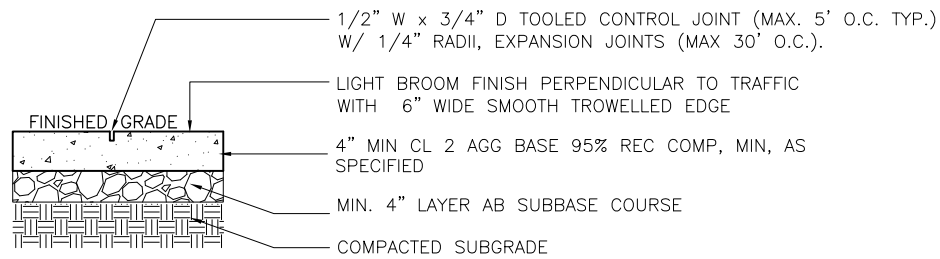 1/2" W x 3/4" D TOOLED CONTROL JOINT (MAX. 5' O.C. TYP.)
W/ 1/4" RADII, EXPANSION JOINTS (MAX 30' O.C.).
LIGHT BROOM FINISH PERPENDICULAR TO TRAFFIC
WITH 6" WIDE SMOOTH TROWELLED EDGE
FINISHED GRADE
4" MIN CL 2 AGG BASE 95% REC COMP, MIN, AS
SPECIFIED
MIN. 4" LAYER AB SUBBASE COURSE
COMPACTED SUBGRADE